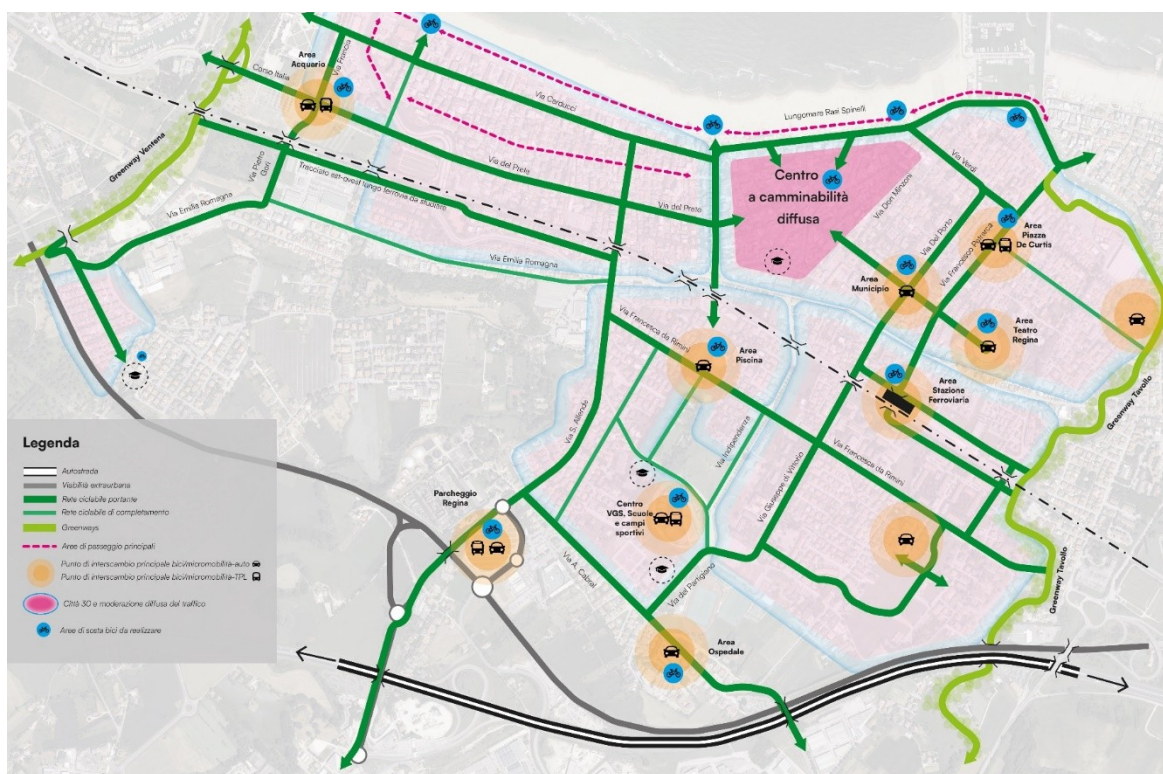 Area
Acquario
Via Francia
Corso Italia
Greenway Ventena
Via Carducci
Lungomare Rasi Spinelli
Via Pietro
Gori
Tracciato est-ovest lungo ferrovia da studiare
Via del Prete
Via del Prete
Centro
a camminabilità
diffusa
Via Don Minzoni
Via Verdi
Via Del Porto
Via Francesco Petrarca
Area
Piazza
De Curtis
Via Emilia Romagna
Via Emilia Romagna
Area
Municipio
Area
Teatro
Regina
Via Francesca da Rimini
Area
Piscina
Area
Stazione
Ferroviaria
Greenway Tavollo
Via S. Allende
Via Indipendenza
Via Giuseppe di Vittorio
Via Francesca da Rimini
Parcheggio
Regina
Centro
VGS, Scuole
e campi
sportivi
Via A. Cabral
Via del Partigiano
Greenway Tavollo
Area
Ospedale
Legenda
Autostrada
Viabilità extraurbana
Rete ciclabile portante
Rete ciclabile di completamento
Greenways
Aree di passeggio principali
Punto di interscambio principale bici/micromobilità-auto
Punto di interscambio principale bici/micromobilità-TPL
Città 30 e moderazione diffusa del traffico
Aree di sosta bici da realizzare